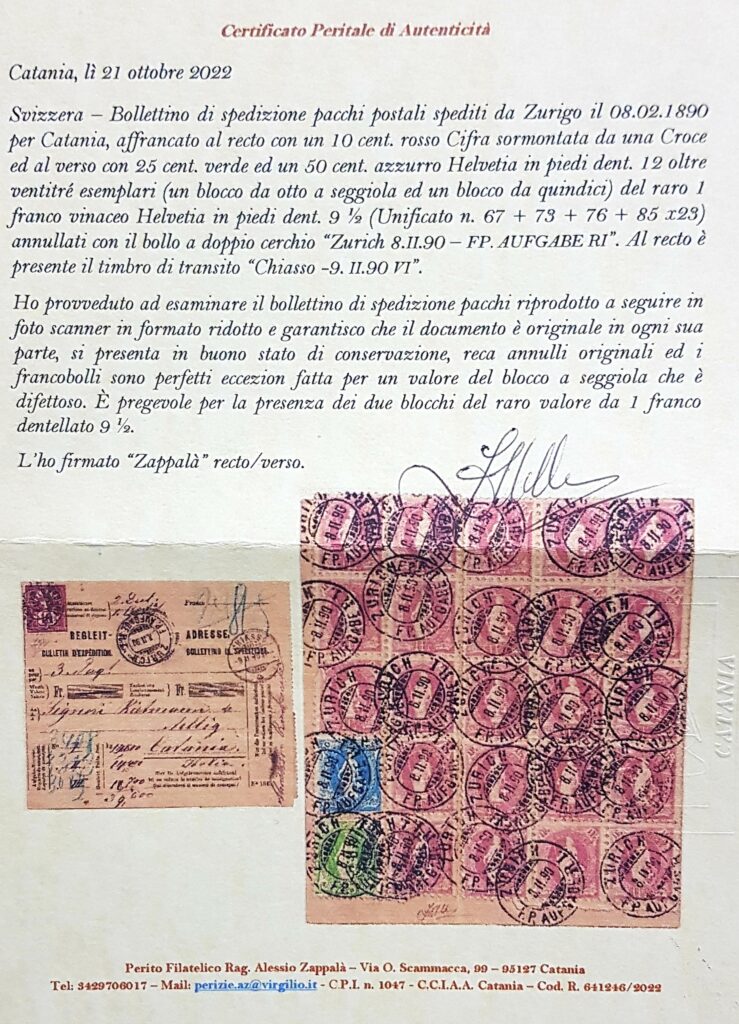 Certificato Peritale di Autenticità
Catania, lì 21 ottobre 2022
Svizzera – Bollettino di spedizione pacchi postali spediti da Zurigo il 08.02.1890
per Catania, affrancato al recto con un 10 cent. rosso Cifra sormontata da una Croce
ed al verso con 25 cent. verde ed un 50 cent. azzurro Helvetia in piedi dent. 12 oltre
ventitré esemplari (un blocco da otto a seggiola ed un blocco da quindici) del raro 1
franco vinaceo Helvetia in piedi dent. 9 ½ (Unificato n. 67 + 73 + 76 + 85 x23)
annullati con il bollo a doppio cerchio “Zurich 8.II.90 – FP. AUFGABE RI”. Al recto è
presente il timbro di transito “Chiasso -9. II.90 VI”.
Ho provveduto ad esaminare il bollettino di spedizione pacchi riprodotto a seguire in
foto scanner in formato ridotto e garantisco che il documento è originale in ogni sua
parte, si presenta in buono stato di conservazione, reca annulli originali ed i
francobolli sono perfetti eccezion fatta per un valore del blocco a seggiola che è
difettoso. È pregevole per la presenza dei due blocchi del raro valore da 1 franco
dentellato 9 ½.
L’ho firmato “Zappalà” recto/verso.
ZURICH
8.II.90
F.P. AUFGABE
BEGLEIT- ADRESSE.
BULLETIN D'EXPÉDITION. BOLLETTINO DI SPEDIZIONE
CHIASSO
Fr. Fr.
Signori
Catania
Italia
CATANIA
Perito Filatelico Rag. Alessio Zappalà – Via O. Scammacca, 99 – 95127 Catania
Tel: 3429706017 – Mail: perizie.az@virgilio.it - C.P.I. n. 1047 - C.C.I.A.A. Catania – Cod. R. 641246/2022